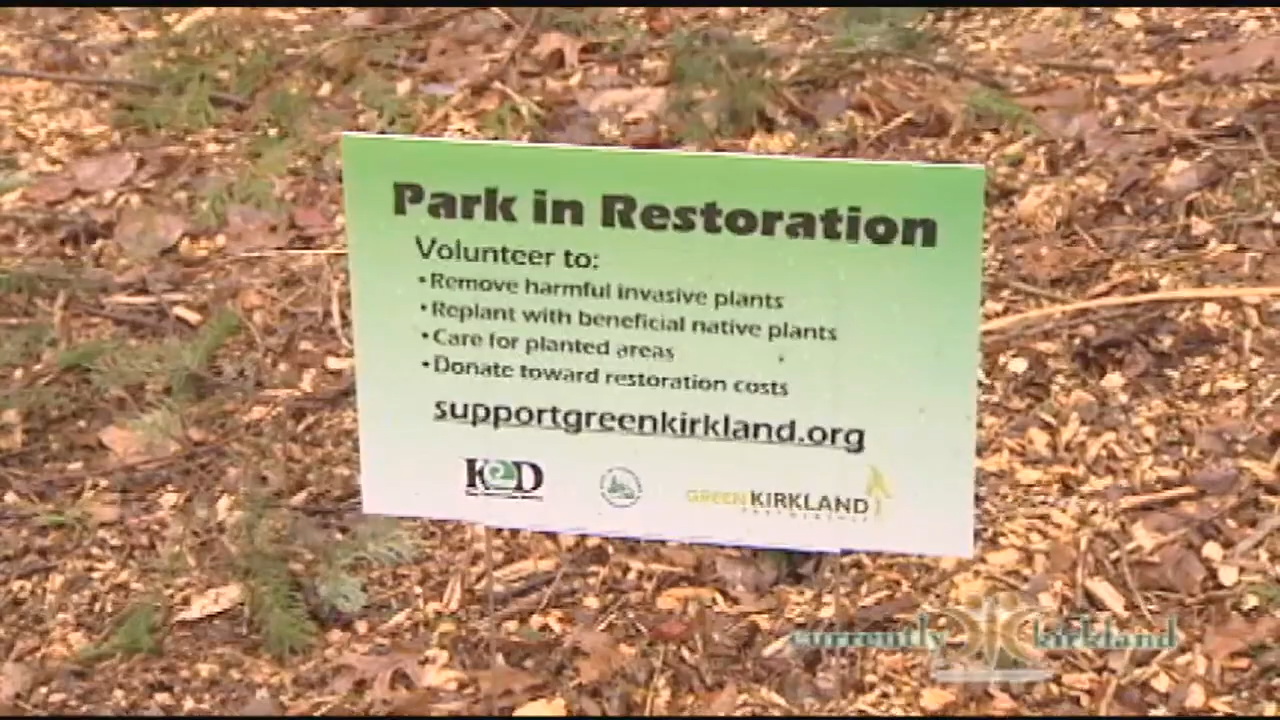 Park in Restoration
Volunteer to:
•Remove harmful invasive plants
•Replant with beneficial native plants
•Care for planted areas
•Donate toward restoration costs
supportgreenkirkland.org
GREEN KIRKLAND
PARTNERSHIP
currently kirkland